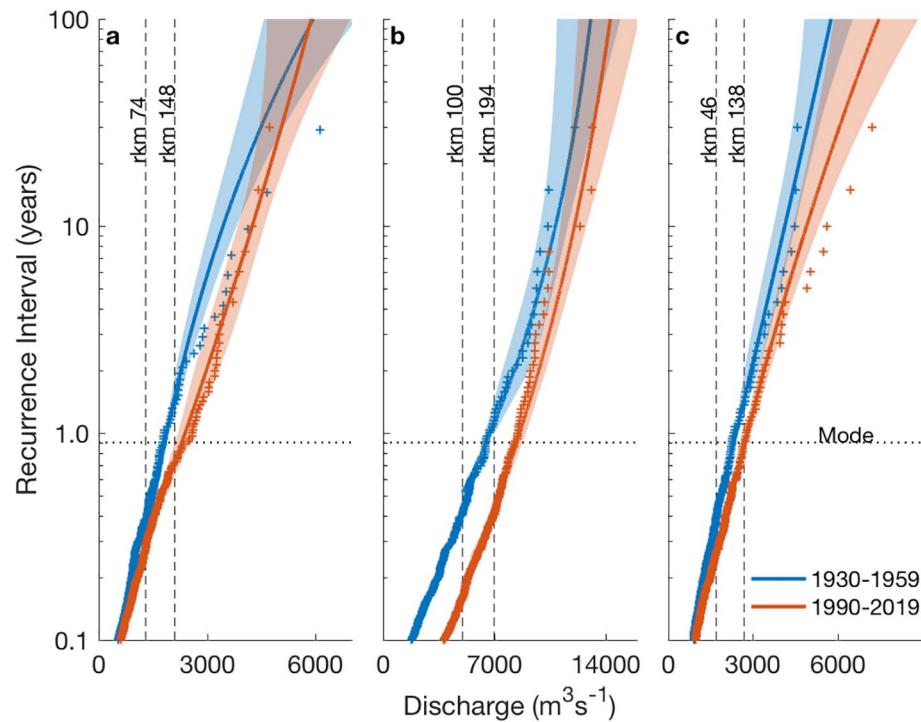 a
b
c
100
10
1.0
0.1
Recurrence Interval (years)
rkm 74
rkm 148
rkm 100
rkm 194
rkm 46
rkm 138
Mode
1930-1959
1990-2019
0 3000 6000
0 7000 14000
0 3000 6000
Discharge (m³s⁻¹)